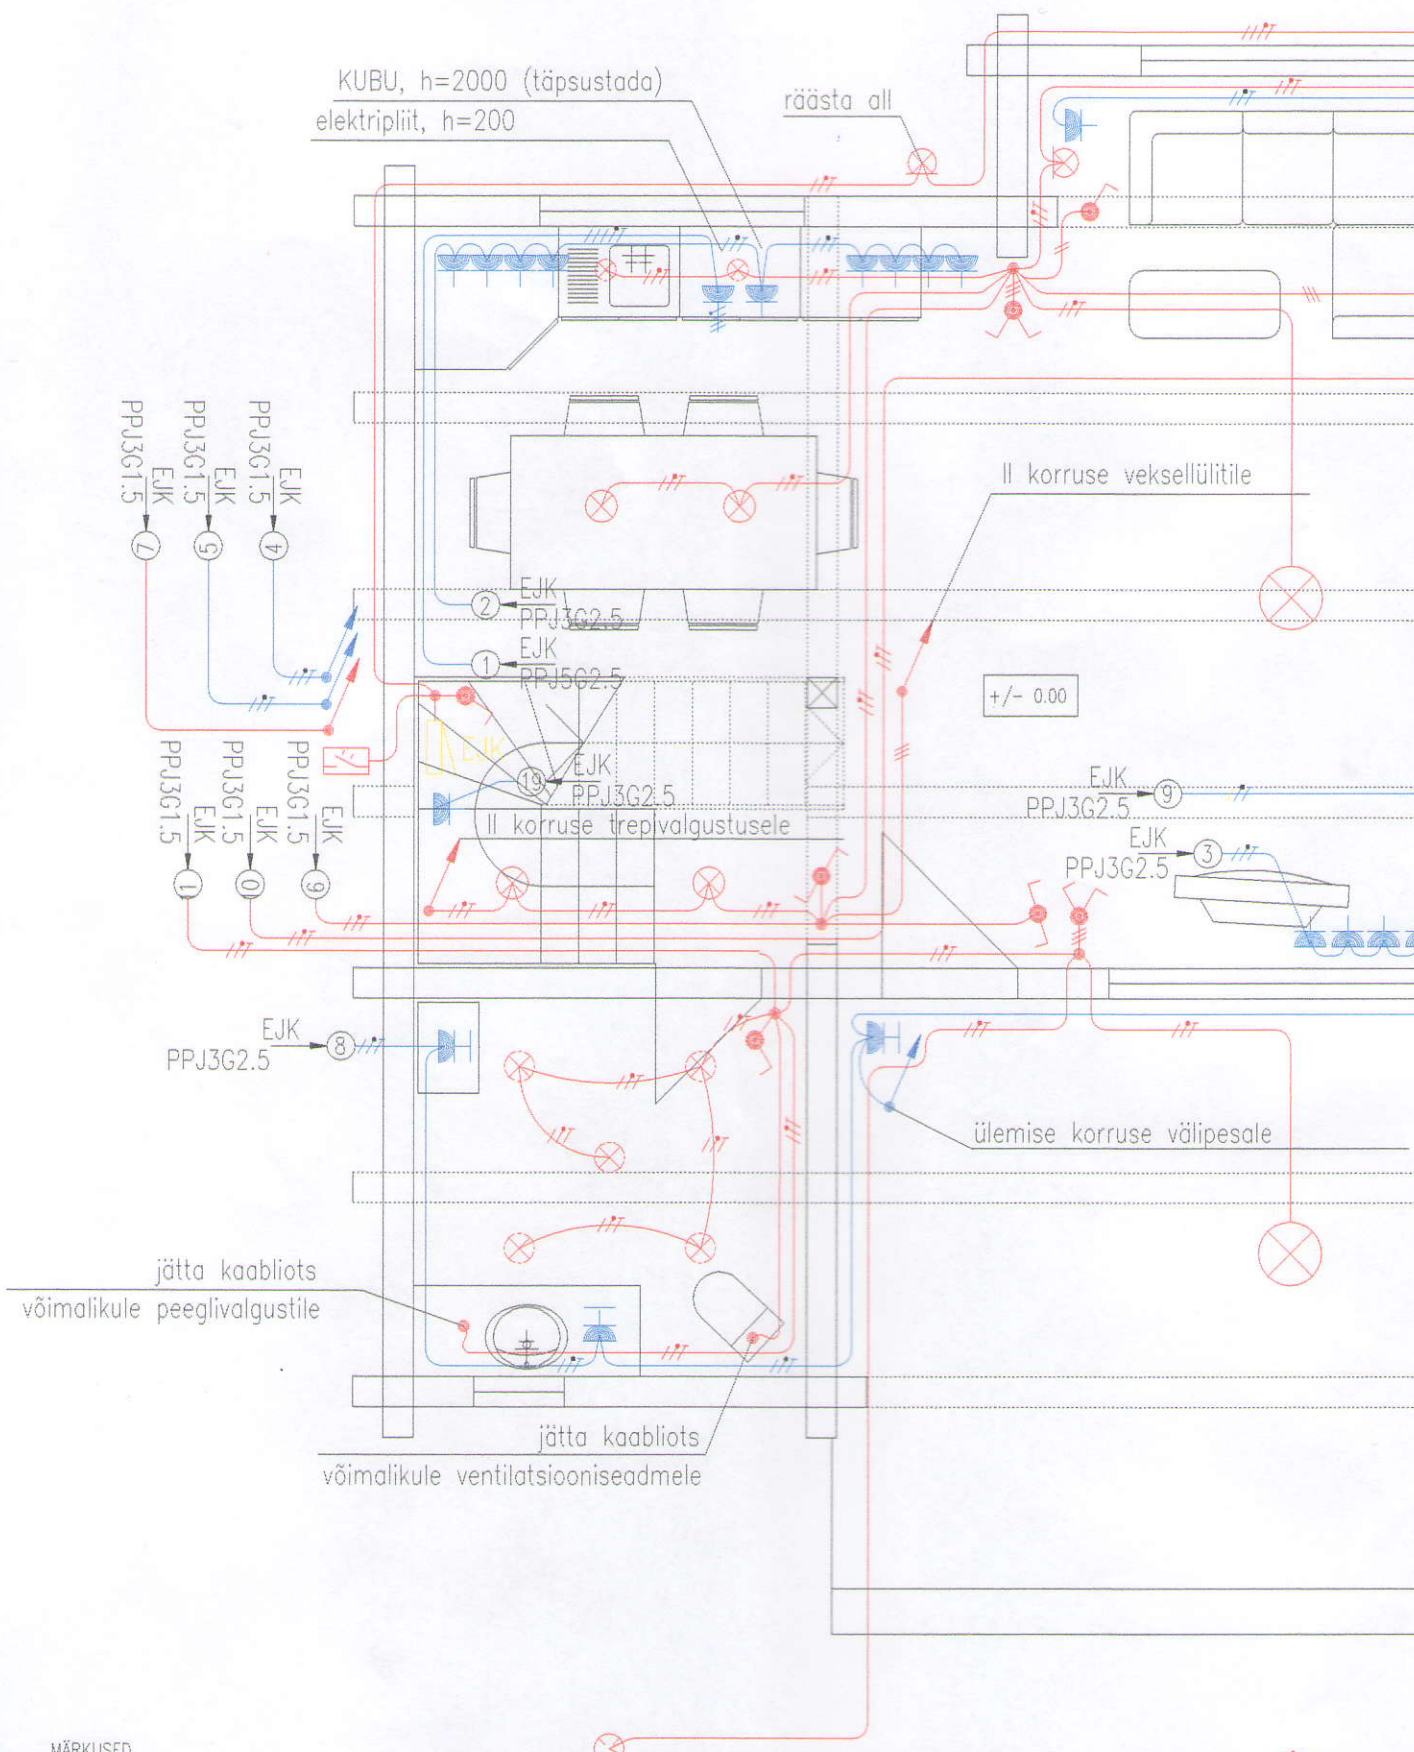 KUBU, h=2000 (täpsustada)
elektripliit, h=200
räästa all
PPJ3G1.5
EJK
7
PPJ3G1.5
EJK
5
PPJ3G1.5
EJK
4
II korruse veksellülitile
2
EJK
PPJ3G2.5
1
EJK
PPJ5G2.5
+/- 0.00
EJK
19
EJK
PPJ3G2.5
EJK
PPJ3G2.5
9
II korruse trepivalgustusele
EJK
PPJ3G2.5
3
PPJ3G1.5
EJK
11
PPJ3G1.5
EJK
10
PPJ3G1.5
EJK
6
EJK
PPJ3G2.5
8
ülemise korruse välipesale
jätta kaabliots
võimalikule peeglivalgustile
jätta kaabliots
võimalikule ventilatsiooniseadmele
MÄRKUSED